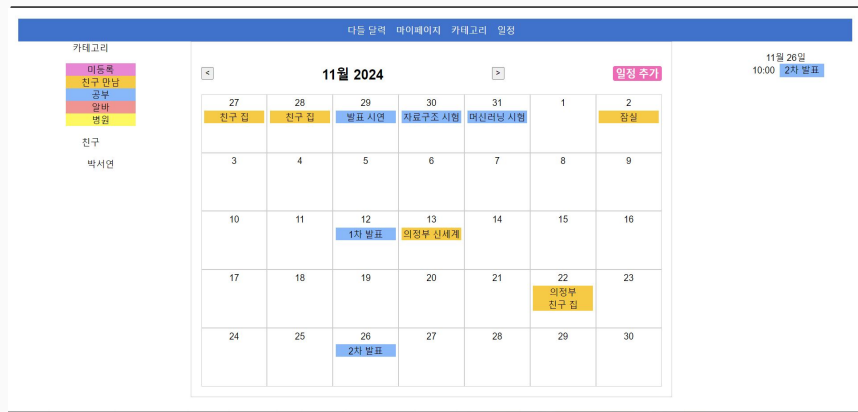 다들 달력 마이페이지 카테고리 일정
카테고리
미등록
친구 만남
공부
알바
병원
친구
박서연
< 11월 2024 > 일정 추가
27 28 29 30 31 1 2
친구 집 친구 집 발표 시연 자료구조 시험 머신러닝 시험 잠실
3 4 5 6 7 8 9
10 11 12 13 14 15 16
1차 발표 의정부 신세계
17 18 19 20 21 22 23
의정부
친구 집
24 25 26 27 28 29 30
2차 발표
11월 26일
10:00 2차 발표